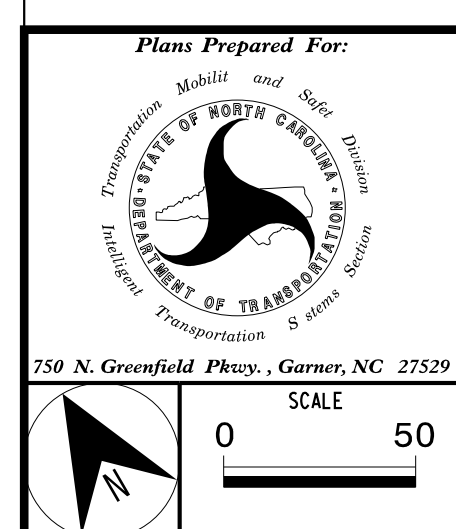 Plans Prepared For:
Transportation Mobilit and Safet Division
STATE OF NORTH CAROLINA
DEPARTMENT OF TRANSPORTATION
Intelligent Transportation S stems Section
750 N. Greenfield Pkwy. , Garner, NC 27529
SCALE
0 50
N